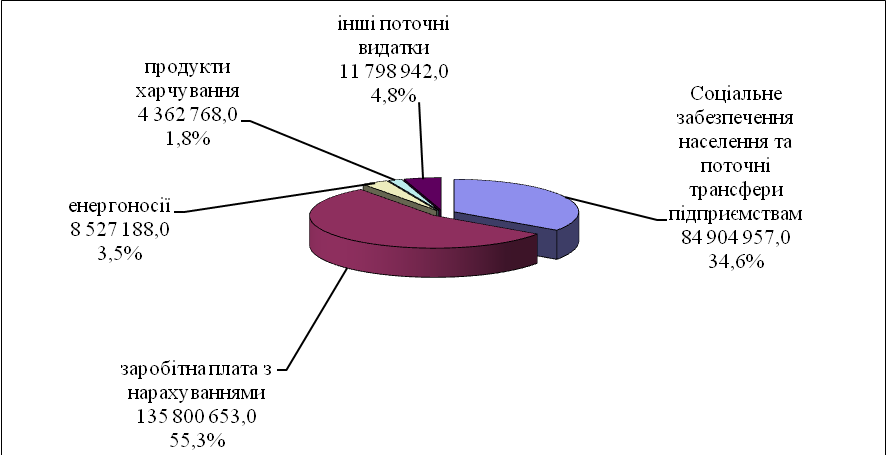 інші поточні
видатки
11 798 942,0
4,8%
продукти
харчування
4 362 768,0
1,8%
Соціальне
забезпечення
населення та
поточні
трансфери
підприємствам
84 904 957,0
34,6%
енергоносії
8 527 188,0
3,5%
заробітна плата з
нарахуваннями
135 800 653,0
55,3%